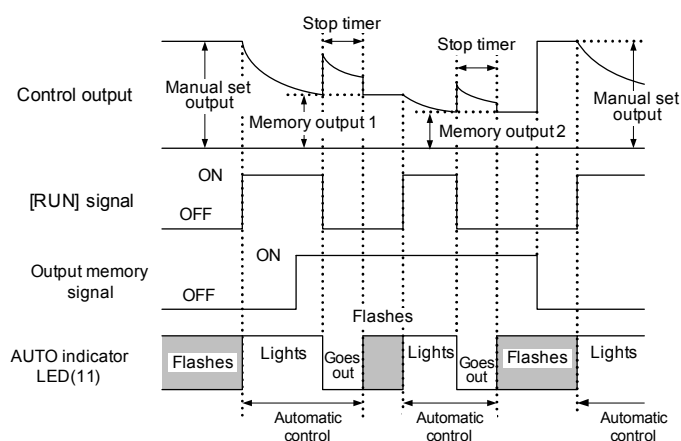 Stop timer
Stop timer
Control output
Manual set
output
Memory output 1
Memory output 2
Manual set
output
[RUN] signal
ON
OFF
Output memory
signal
ON
OFF
Flashes
AUTO indicator
LED(11)
Flashes
Lights
Goes
out
Lights
Goes
out
Flashes
Lights
Automatic
control
Automatic
control
Automatic
control